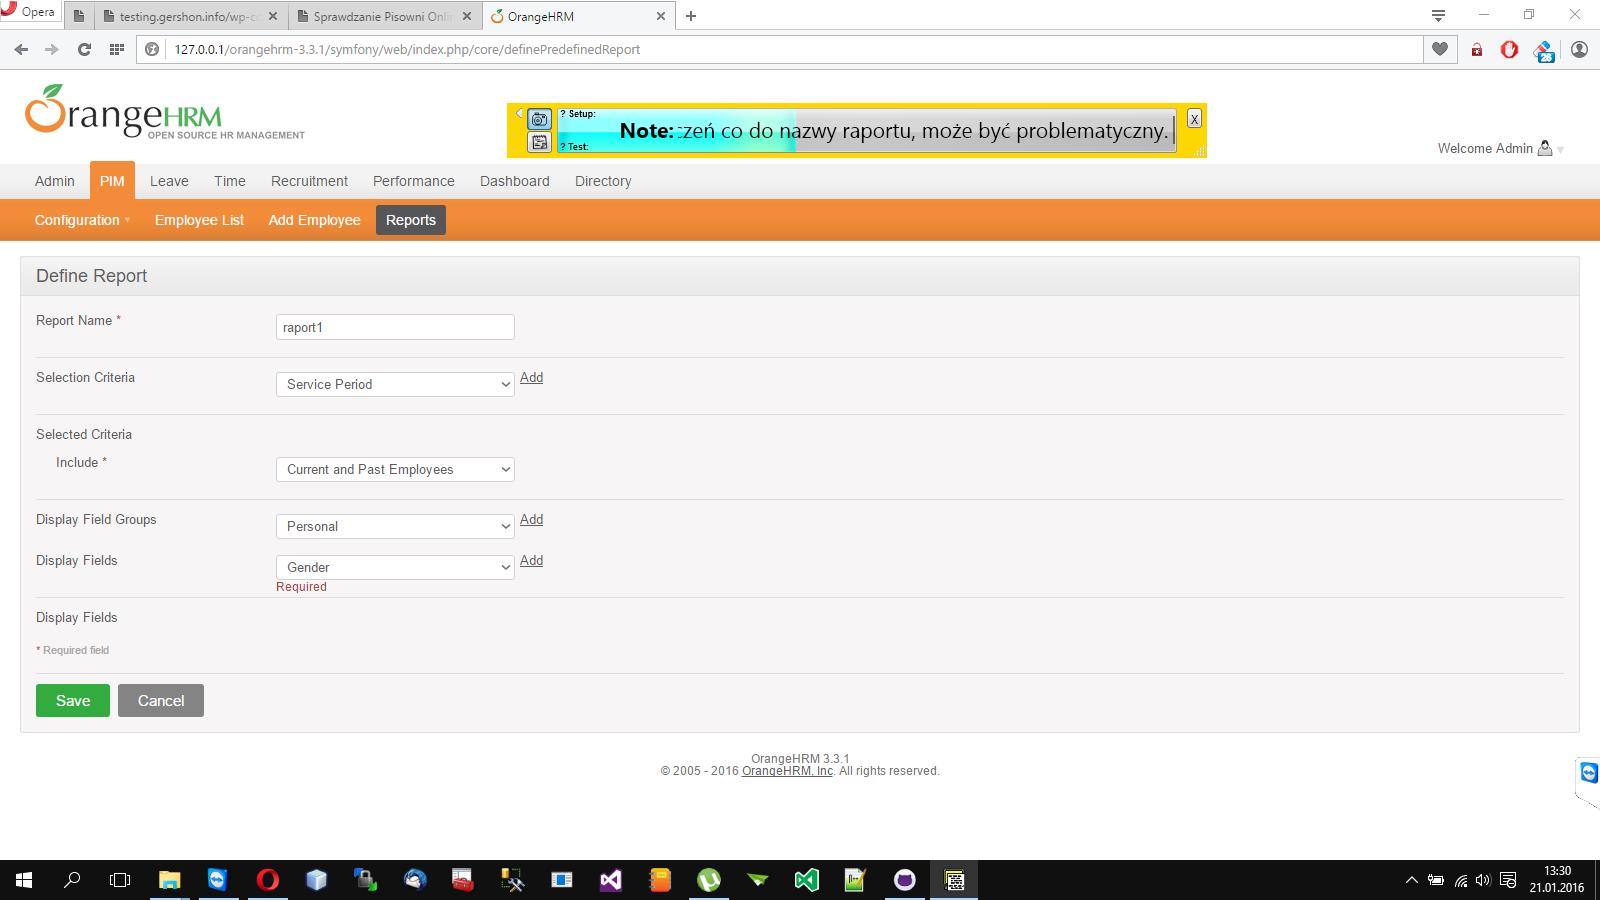 Opera
testing.gershon.info/wp-co
Sprawdzanie Pisowni Onli
OrangeHRM
127.0.0.1/orangehrm-3.3.1/symfony/web/index.php/core/definePredefinedReport
26
OrangeHRM
OPEN SOURCE HR MANAGEMENT
? Setup:
Note: zeń co do nazwy raportu, może być problematyczny.
? Test:
X
Welcome Admin
Admin PIM Leave Time Recruitment Performance Dashboard Directory
Configuration Employee List Add Employee Reports
Define Report
Report Name *
raport1
Selection Criteria
Service Period
Add
Selected Criteria
Include *
Current and Past Employees
Display Field Groups
Personal
Add
Display Fields
Gender
Add
Required
Display Fields
* Required field
Save Cancel
OrangeHRM 3.3.1
© 2005 - 2016 OrangeHRM, Inc. All rights reserved.
13:30
21.01.2016